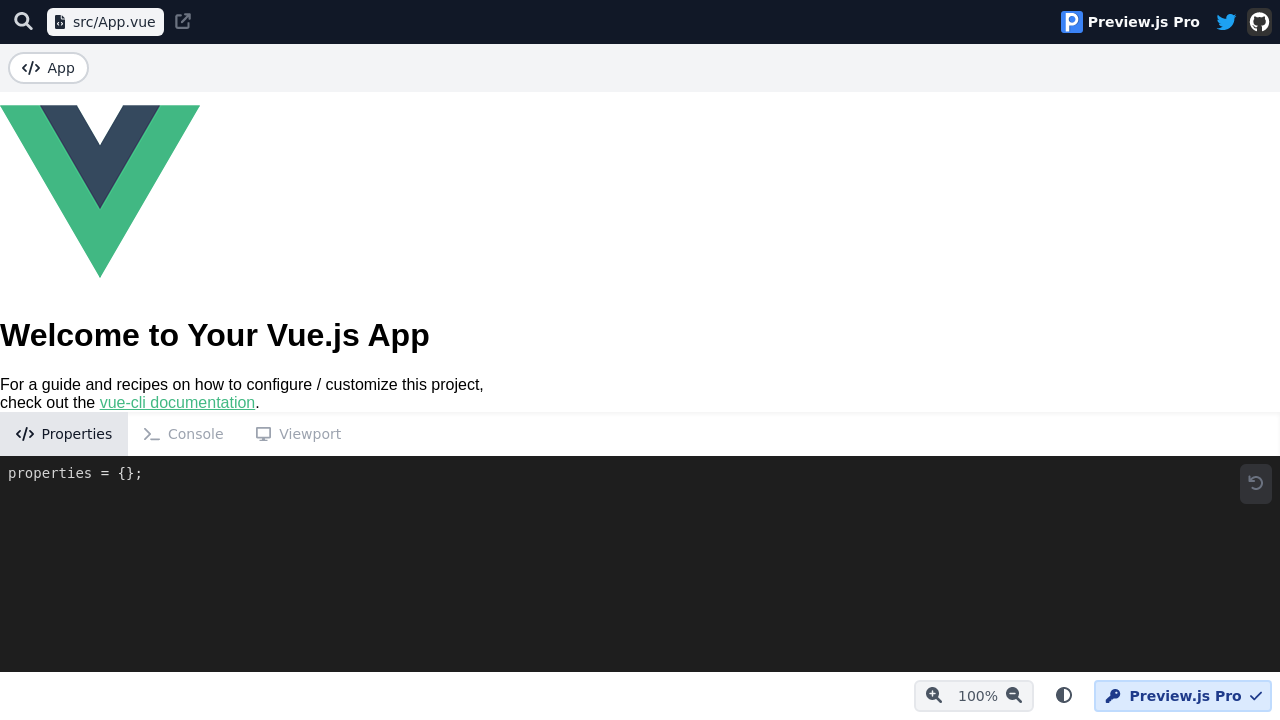 src/App.vue
Preview.js Pro
App
Welcome to Your Vue.js App
For a guide and recipes on how to configure / customize this project,
check out the vue-cli documentation.
Properties
Console
Viewport
properties = {};
100%
Preview.js Pro